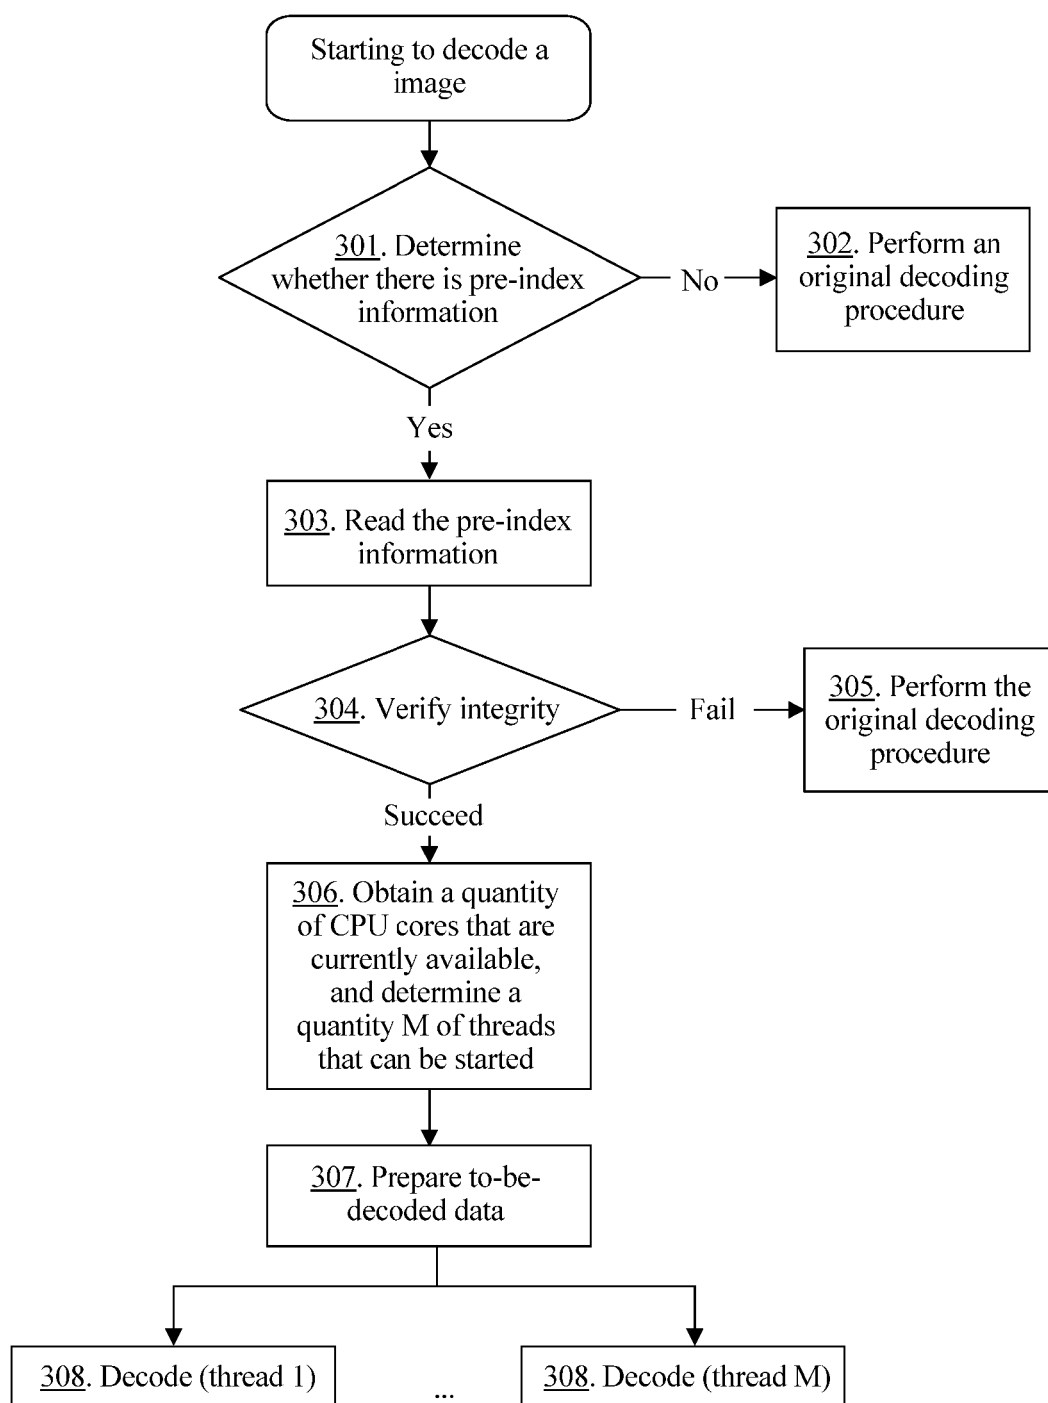 Starting to decode a
image
301. Determine
whether there is pre-index
information
No
302. Perform an
original decoding
procedure
Yes
303. Read the pre-index
information
304. Verify integrity
Fail
305. Perform the
original decoding
procedure
Succeed
306. Obtain a quantity
of CPU cores that are
currently available,
and determine a
quantity M of threads
that can be started
307. Prepare to-be-
decoded data
308. Decode (thread 1)
...
308. Decode (thread M)